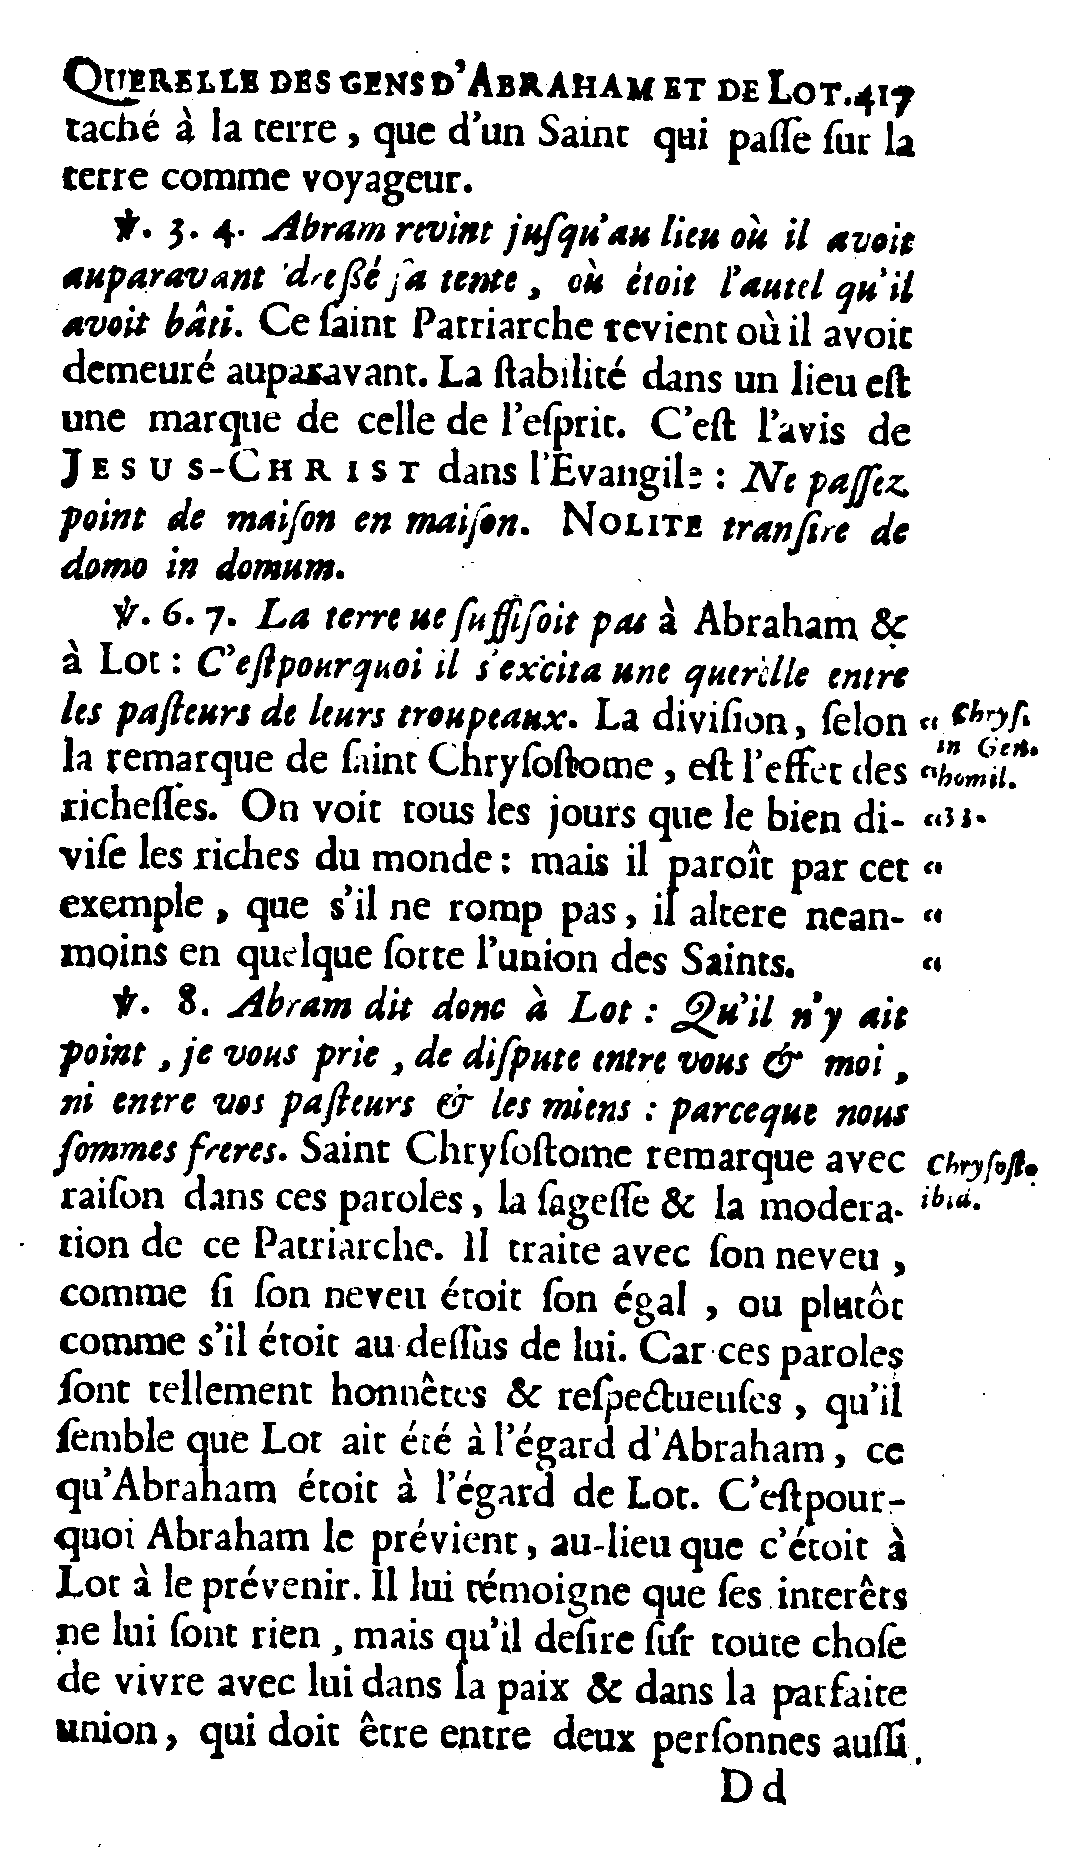 QUERELLE DES GENS D'ABRAHAM ET DE LOT. 417
taché à la terre, que d'un Saint qui paſſe ſur la
terre comme voyageur.
℣. 3. 4. Abram revint juſqu'au lieu où il avoit
auparavant dreſſé ſa tente, où étoit l'autel qu'il
avoit bâti. Ce ſaint Patriarche revient où il avoit
demeuré auparavant. La ſtabilité dans un lieu eſt
une marque de celle de l'eſprit. C'eſt l'avis de
JESUS-CHRIST dans l'Evangile : Ne paſſez
point de maiſon en maiſon. NOLITE tranſire de
domo in domum.
℣. 6. 7. La terre ne ſuffiſoit pas à Abraham &
à Lot : C'eſtpourquoi il s'excita une querelle entre
les paſteurs de leurs troupeaux. La diviſion, ſelon “ Chryſ.
la remarque de ſaint Chryſoſtome, eſt l'effet des “ in Gen. homil.
richeſſes. On voit tous les jours que le bien di- “ 33.
viſe les riches du monde : mais il paroît par cet “
exemple, que s'il ne romp pas, il altere nean- “
moins en quelque ſorte l'union des Saints. “
℣. 8. Abram dit donc à Lot : Qu'il n'y ait
point, je vous prie, de diſpute entre vous & moi,
ni entre vos paſteurs & les miens : parceque nous
ſommes freres. Saint Chryſoſtome remarque avec Chryſoſt.
raiſon dans ces paroles, la ſageſſe & la modera- ibid.
tion de ce Patriarche. Il traite avec ſon neveu,
comme ſi ſon neveu étoit ſon égal, ou plutôt
comme s'il étoit au deſſus de lui. Car ces paroles
ſont tellement honnêtes & reſpectueuſes, qu'il
ſemble que Lot ait été à l'égard d'Abraham, ce
qu'Abraham étoit à l'égard de Lot. C'eſtpour-
quoi Abraham le prévient, au-lieu que c'étoit à
Lot à le prévenir. Il lui témoigne que ſes interêts
ne lui ſont rien, mais qu'il deſire ſur toute choſe
de vivre avec lui dans la paix & dans la parfaite
union, qui doit être entre deux perſonnes auſſi
Dd